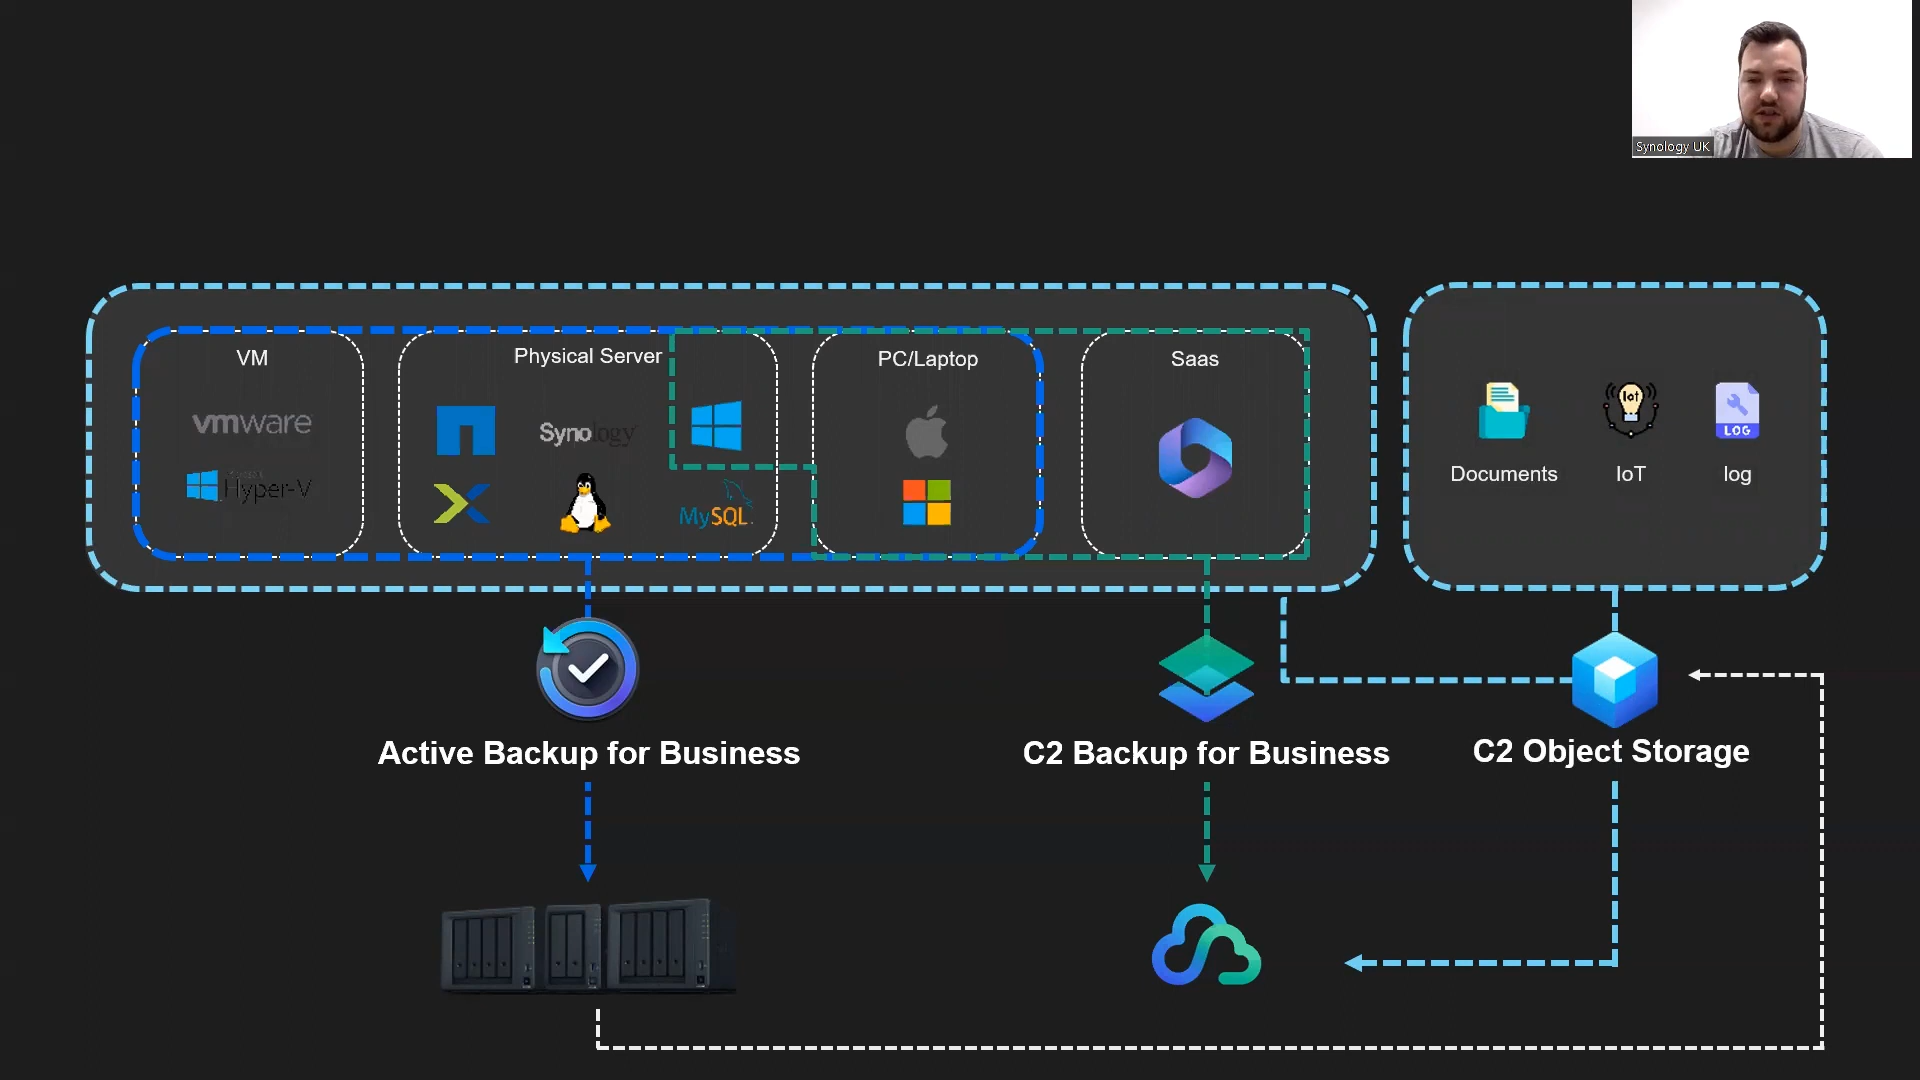 Synology UK
VM
Physical Server
PC/Laptop
Saas
vmware
Synology
Hyper-V
MySQL
IoT
LOG
Documents
IoT
log
Active Backup for Business
C2 Backup for Business
C2 Object Storage